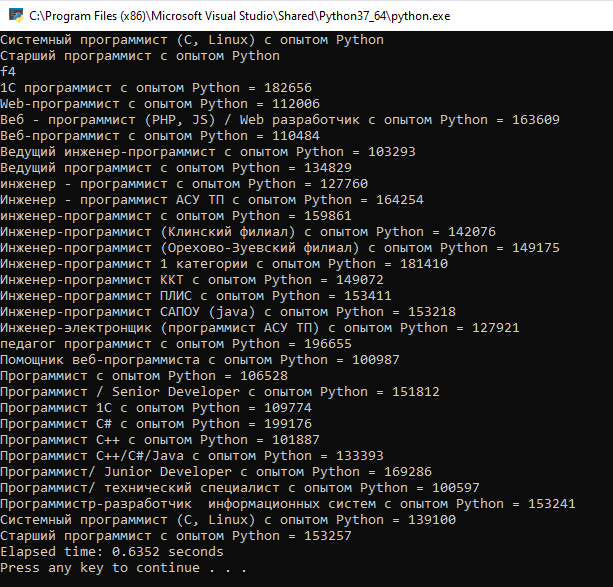 C:\Program Files (x86)\Microsoft Visual Studio\Shared\Python37_64\python.exe
Системный программист (C, Linux) с опытом Python
Старший программист с опытом Python
f4
1С программист с опытом Python = 182656
Web-программист с опытом Python = 112006
Веб - программист (PHP, JS) / Web разработчик с опытом Python = 163609
Веб-программист с опытом Python = 110484
Ведущий инженер-программист с опытом Python = 103293
Ведущий программист с опытом Python = 134829
инженер - программист с опытом Python = 127760
Инженер - программист АСУ ТП с опытом Python = 164254
инженер-программист с опытом Python = 159861
Инженер-программист (Клинский филиал) с опытом Python = 142076
Инженер-программист (Орехово-Зуевский филиал) с опытом Python = 149175
Инженер-программист 1 категории с опытом Python = 181410
Инженер-программист ККТ с опытом Python = 149072
Инженер-программист ПЛИС с опытом Python = 153411
Инженер-программист САПОУ (java) с опытом Python = 153218
Инженер-электронщик (программист АСУ ТП) с опытом Python = 127921
педагог программист с опытом Python = 196655
Помощник веб-программиста с опытом Python = 100987
Программист с опытом Python = 106528
Программист / Senior Developer с опытом Python = 151812
Программист 1С с опытом Python = 109774
Программист C# с опытом Python = 199176
Программист C++ с опытом Python = 101887
Программист C++/C#/Java с опытом Python = 133393
Программист/ Junior Developer с опытом Python = 169286
Программист/ технический специалист с опытом Python = 100597
Программистр-разработчик  информационных систем с опытом Python = 153241
Системный программист (C, Linux) с опытом Python = 139100
Старший программист с опытом Python = 153257
Elapsed time: 0.6352 seconds
Press any key to continue . . .